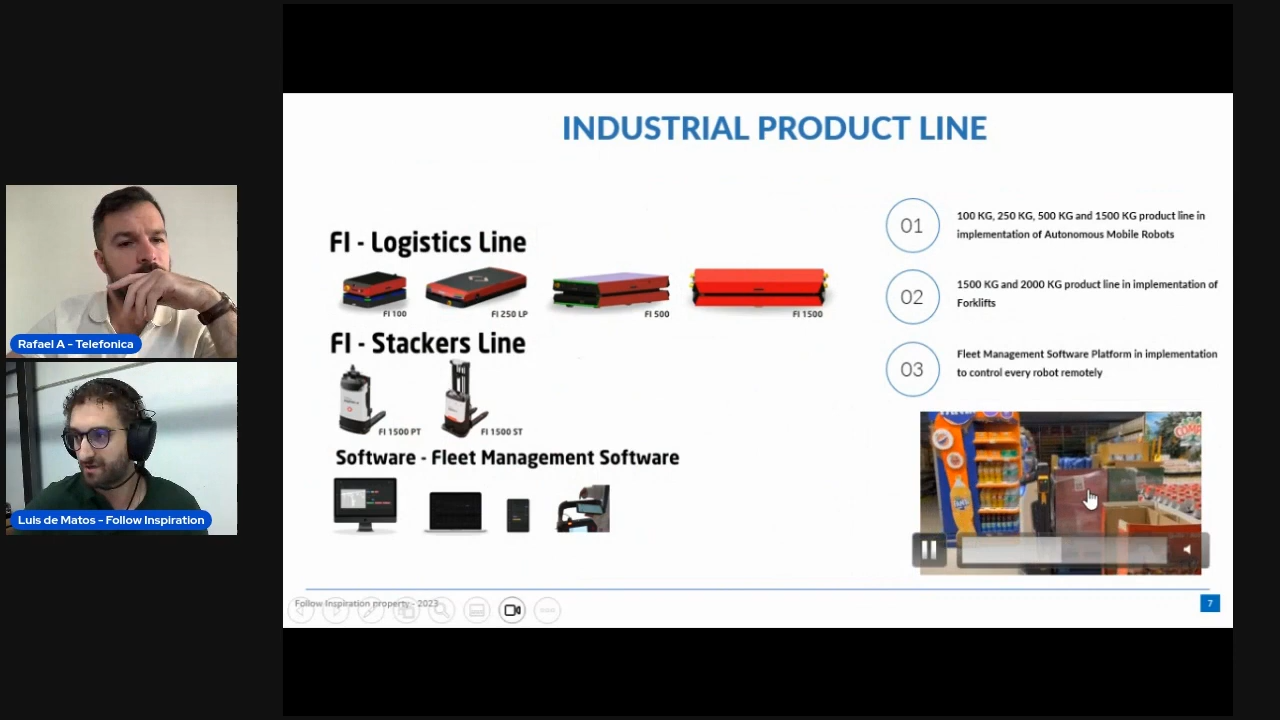 INDUSTRIAL PRODUCT LINE
FI - Logistics Line
FI 100
FI 250 LP
FI 500
FI 1500
FI - Stackers Line
FI 1500 PT
FI 1500 ST
Software - Fleet Management Software
01
100 KG, 250 KG, 500 KG and 1500 KG product line in
implementation of Autonomous Mobile Robots
02
1500 KG and 2000 KG product line in implementation of
Forklifts
03
Fleet Management Software Platform in implementation
to control every robot remotely
Rafael A - Telefonica
Luis de Matos - Follow Inspiration
Follow Inspiration property - 2023
7